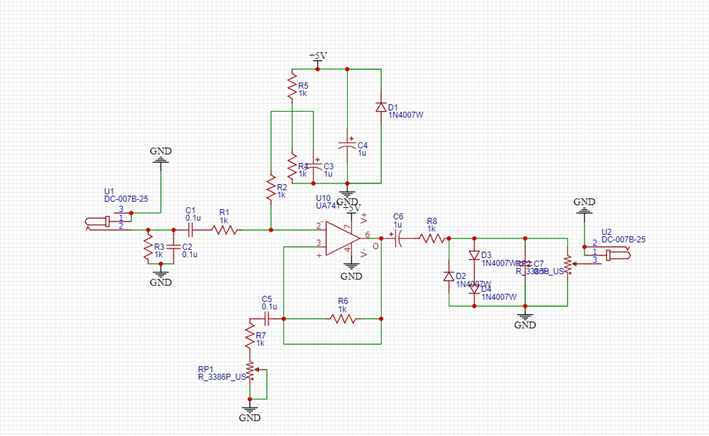 +5V
R5
1k
D1
1N4007W
C4
1u
R4
1k
C3
1u
R2
1k
GND
U1
DC-007B-25
3
1
2
C1
0.1u
R1
1k
R3
1k
C2
0.1u
GND
GND
U10
UA741
+5V
2
3
+
7
V+
6
O
4
V-
GND
C6
1u
R8
1k
D3
1N4007W
D2
1N4007W
D4
1N4007W
RP2
C7
R_3386P_US
GND
GND
U2
DC-007B-25
2
1
3
C5
0.1u
R6
1k
R7
1k
RP1
R_3386P_US
GND